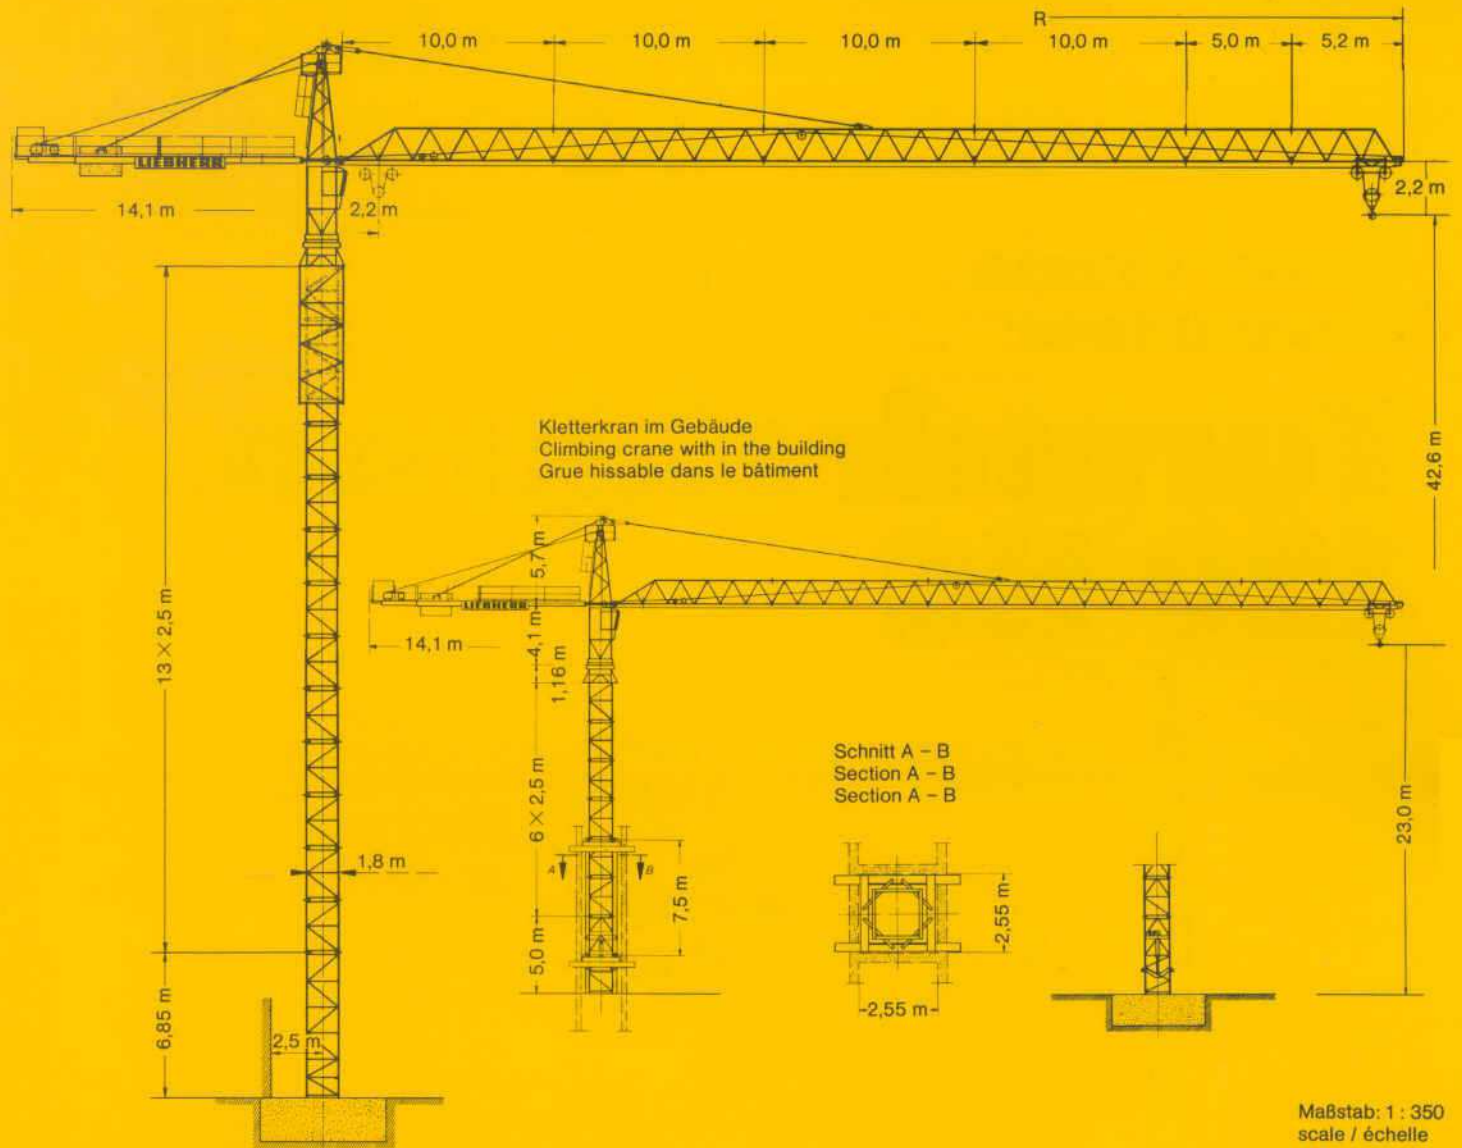 R
10,0 m
10,0 m
10,0 m
10,0 m
5,0 m
5,2 m
LIEBHERR
14,1 m
2,2 m
2,2 m
42,6 m
13 × 2,5 m
Kletterkran im Gebäude
Climbing crane with in the building
Grue hissable dans le bâtiment
5,7 m
LIEBHERR
4,1 m
14,1 m
1,16 m
6 × 2,5 m
Schnitt A – B
Section A – B
Section A – B
23,0 m
1,8 m
A
B
7,5 m
2,55 m
5,0 m
2,55 m
6,85 m
2,5 m
Maßstab: 1 : 350
scale / échelle